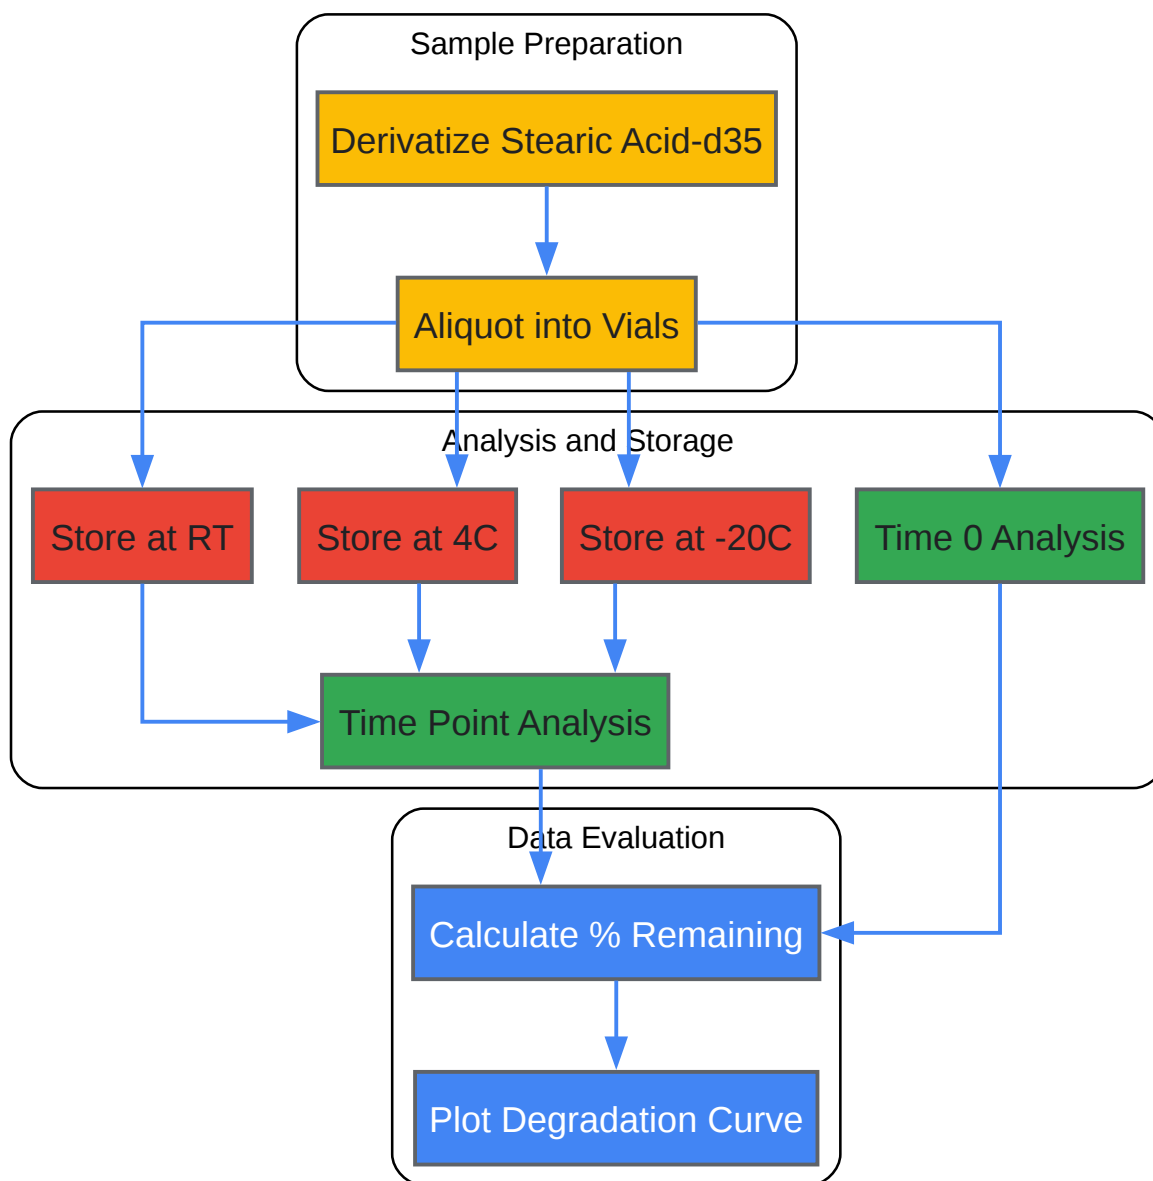 Sample Preparation
Derivatize Stearic Acid-d35
Aliquot into Vials
Analysis and Storage
Store at RT
Store at 4C
Store at -20C
Time 0 Analysis
Time Point Analysis
Data Evaluation
Calculate % Remaining
Plot Degradation Curve